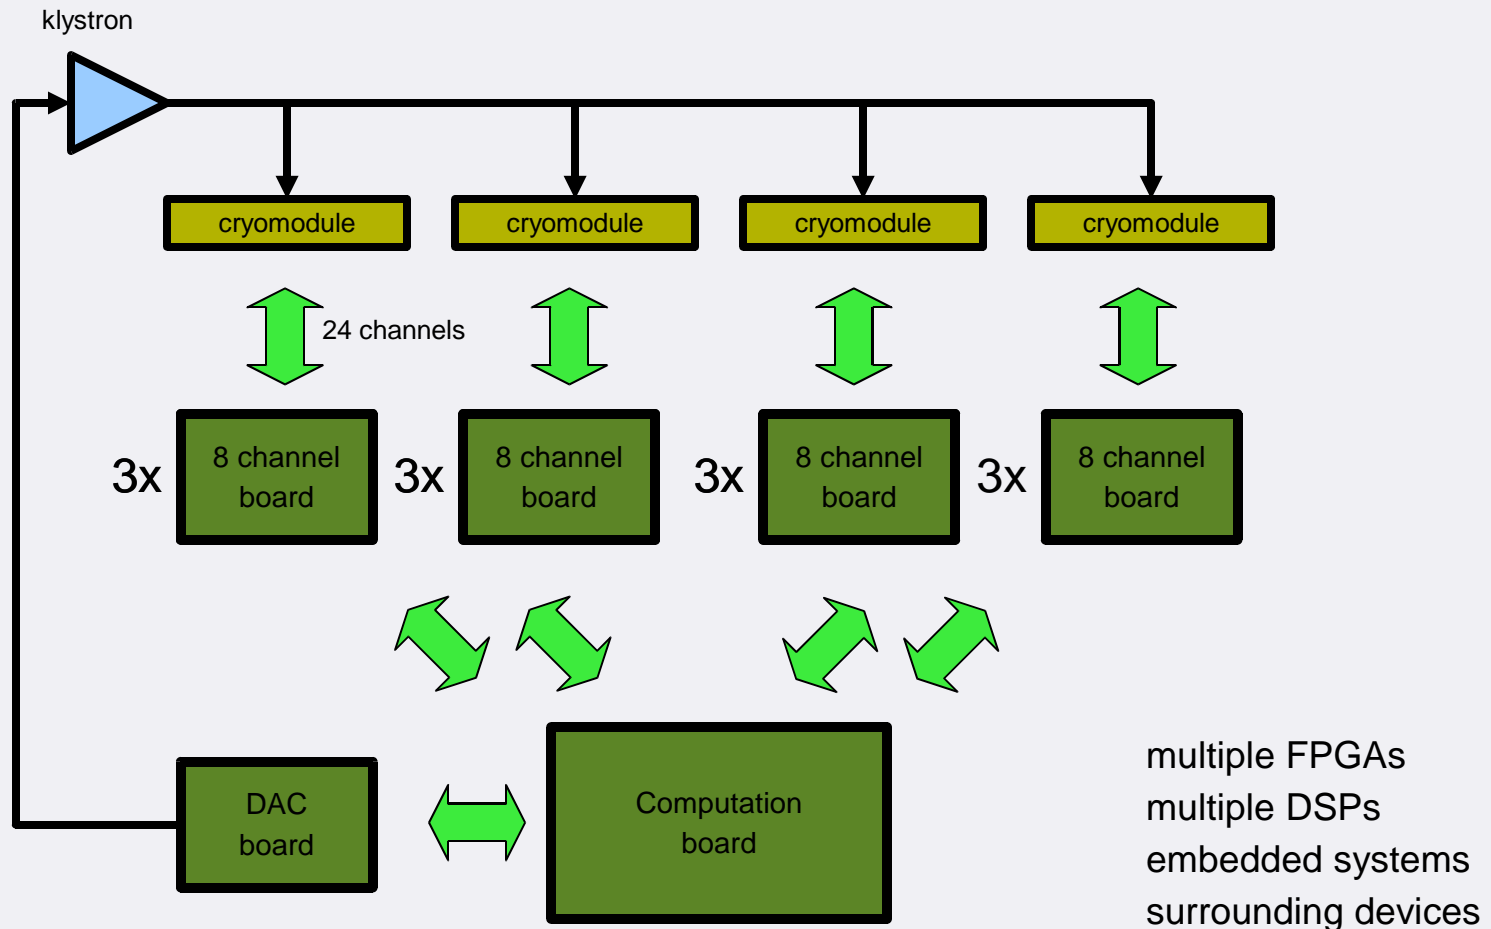 klystron
cryomodule
cryomodule
cryomodule
cryomodule
24 channels
3x
8 channel
board
3x
8 channel
board
3x
8 channel
board
3x
8 channel
board
DAC
board
Computation
board
multiple FPGAs
multiple DSPs
embedded systems
surrounding devices